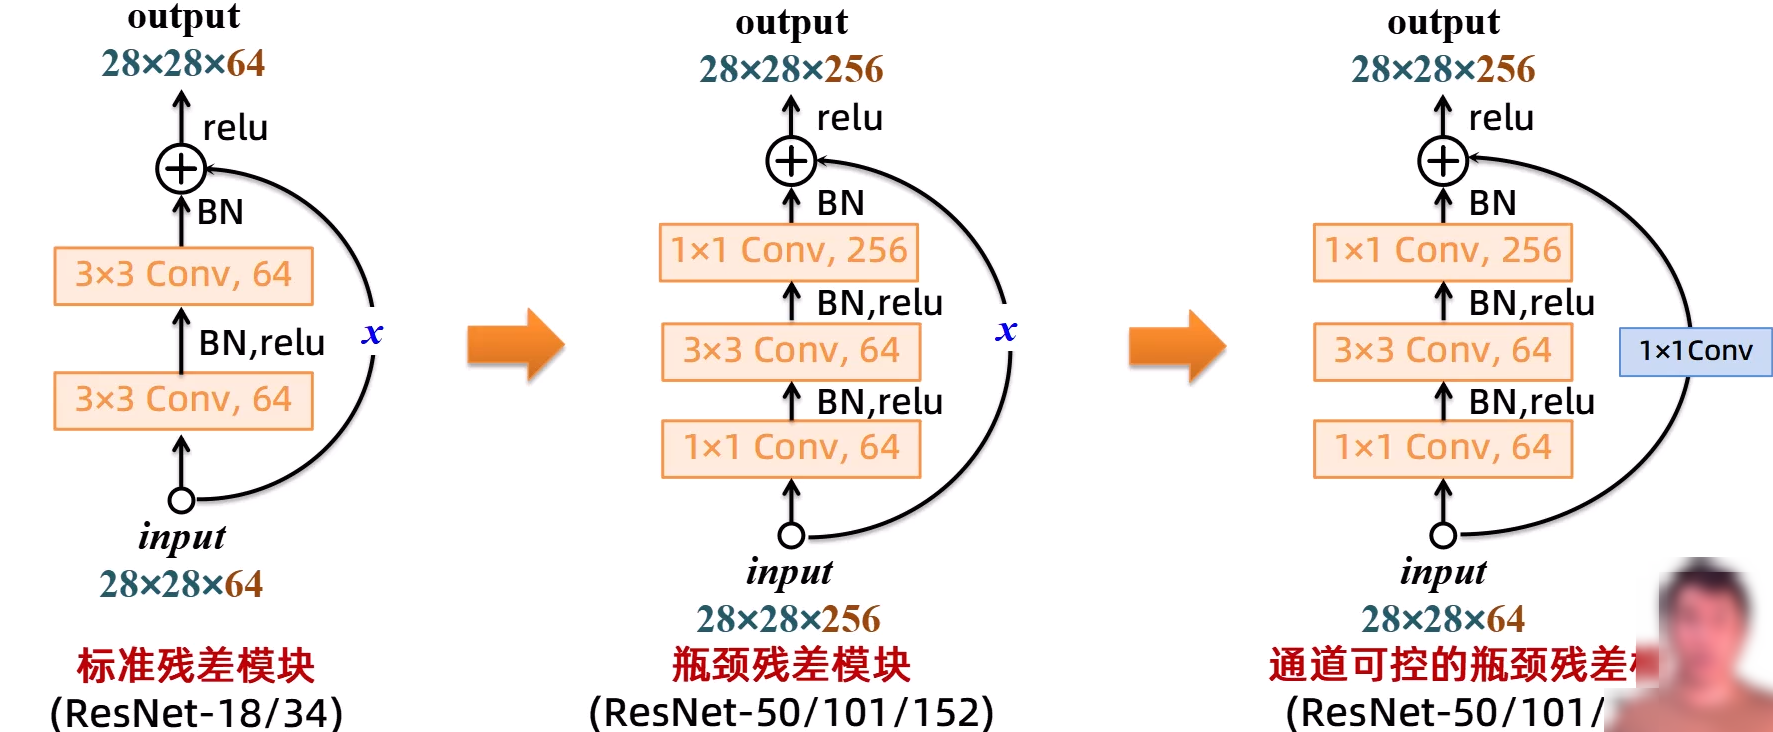 output
28×28×64
relu
BN
3×3 Conv, 64
BN,relu
x
3×3 Conv, 64
input
28×28×64
标准残差模块
(ResNet-18/34)
output
28×28×256
relu
BN
1×1 Conv, 256
BN,relu
x
3×3 Conv, 64
BN,relu
1×1 Conv, 64
input
28×28×256
瓶颈残差模块
(ResNet-50/101/152)
output
28×28×256
relu
BN
1×1 Conv, 256
BN,relu
1×1Conv
3×3 Conv, 64
BN,relu
1×1 Conv, 64
input
28×28×64
通道可控的瓶颈残差
(ResNet-50/101/